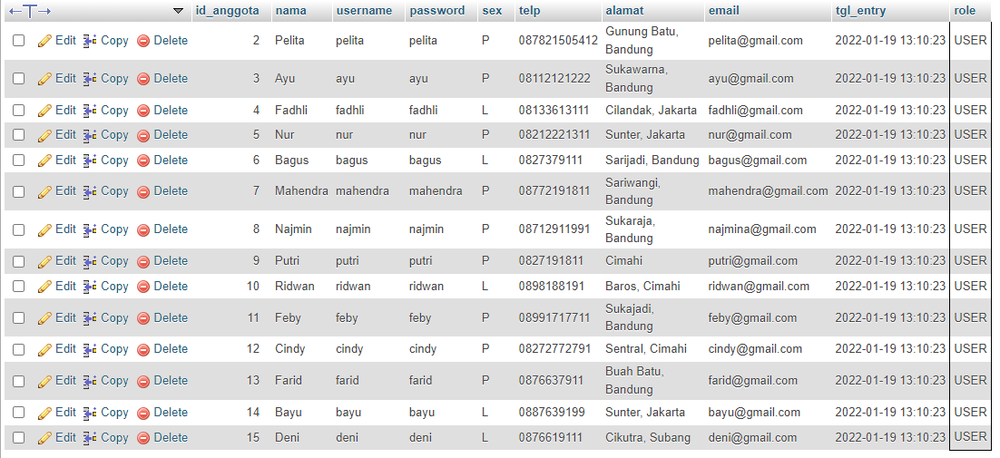 id_anggota nama username password sex telp alamat email tgl_entry role
Edit Copy Delete 2 Pelita pelita pelita P 087821505412 Gunung Batu, Bandung pelita@gmail.com 2022-01-19 13:10:23 USER
Edit Copy Delete 3 Ayu ayu ayu P 08112121222 Sukawarna, Bandung ayu@gmail.com 2022-01-19 13:10:23 USER
Edit Copy Delete 4 Fadhli fadhli fadhli L 08133613111 Cilandak, Jakarta fadhli@gmail.com 2022-01-19 13:10:23 USER
Edit Copy Delete 5 Nur nur nur P 08212221311 Sunter, Jakarta nur@gmail.com 2022-01-19 13:10:23 USER
Edit Copy Delete 6 Bagus bagus bagus L 0827379111 Sarijadi, Bandung bagus@gmail.com 2022-01-19 13:10:23 USER
Edit Copy Delete 7 Mahendra mahendra mahendra P 08772191811 Sariwangi, Bandung mahendra@gmail.com 2022-01-19 13:10:23 USER
Edit Copy Delete 8 Najmin najmin najmin P 08712911991 Sukaraja, Bandung najmina@gmail.com 2022-01-19 13:10:23 USER
Edit Copy Delete 9 Putri putri putri P 0827191811 Cimahi putri@gmail.com 2022-01-19 13:10:23 USER
Edit Copy Delete 10 Ridwan ridwan ridwan L 0898188191 Baros, Cimahi ridwan@gmail.com 2022-01-19 13:10:23 USER
Edit Copy Delete 11 Feby feby feby P 08991717711 Sukajadi, Bandung feby@gmail.com 2022-01-19 13:10:23 USER
Edit Copy Delete 12 Cindy cindy cindy P 08272772791 Sentral, Cimahi cindy@gmail.com 2022-01-19 13:10:23 USER
Edit Copy Delete 13 Farid farid farid P 0876637911 Buah Batu, Bandung farid@gmail.com 2022-01-19 13:10:23 USER
Edit Copy Delete 14 Bayu bayu bayu L 0887639199 Sunter, Jakarta bayu@gmail.com 2022-01-19 13:10:23 USER
Edit Copy Delete 15 Deni deni deni L 0876619111 Cikutra, Subang deni@gmail.com 2022-01-19 13:10:23 USER